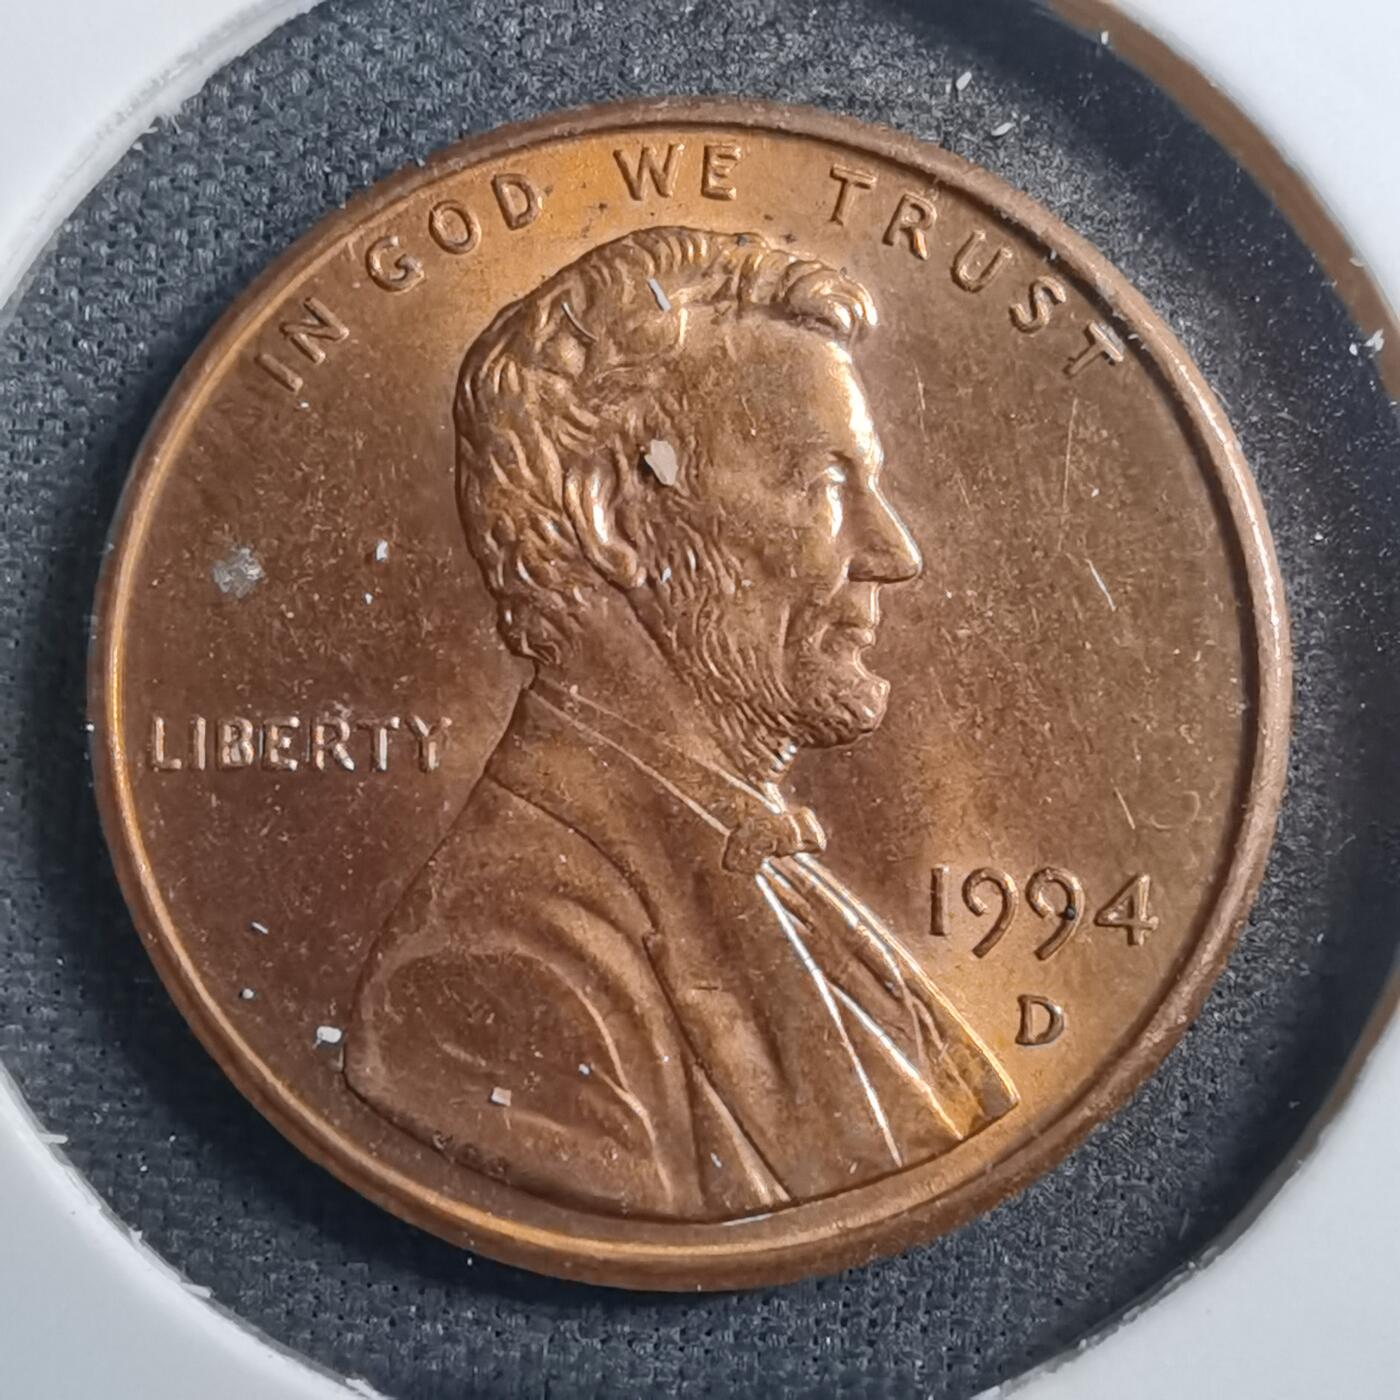 IN GOD WE TRUST
LIBERTY
1994
D